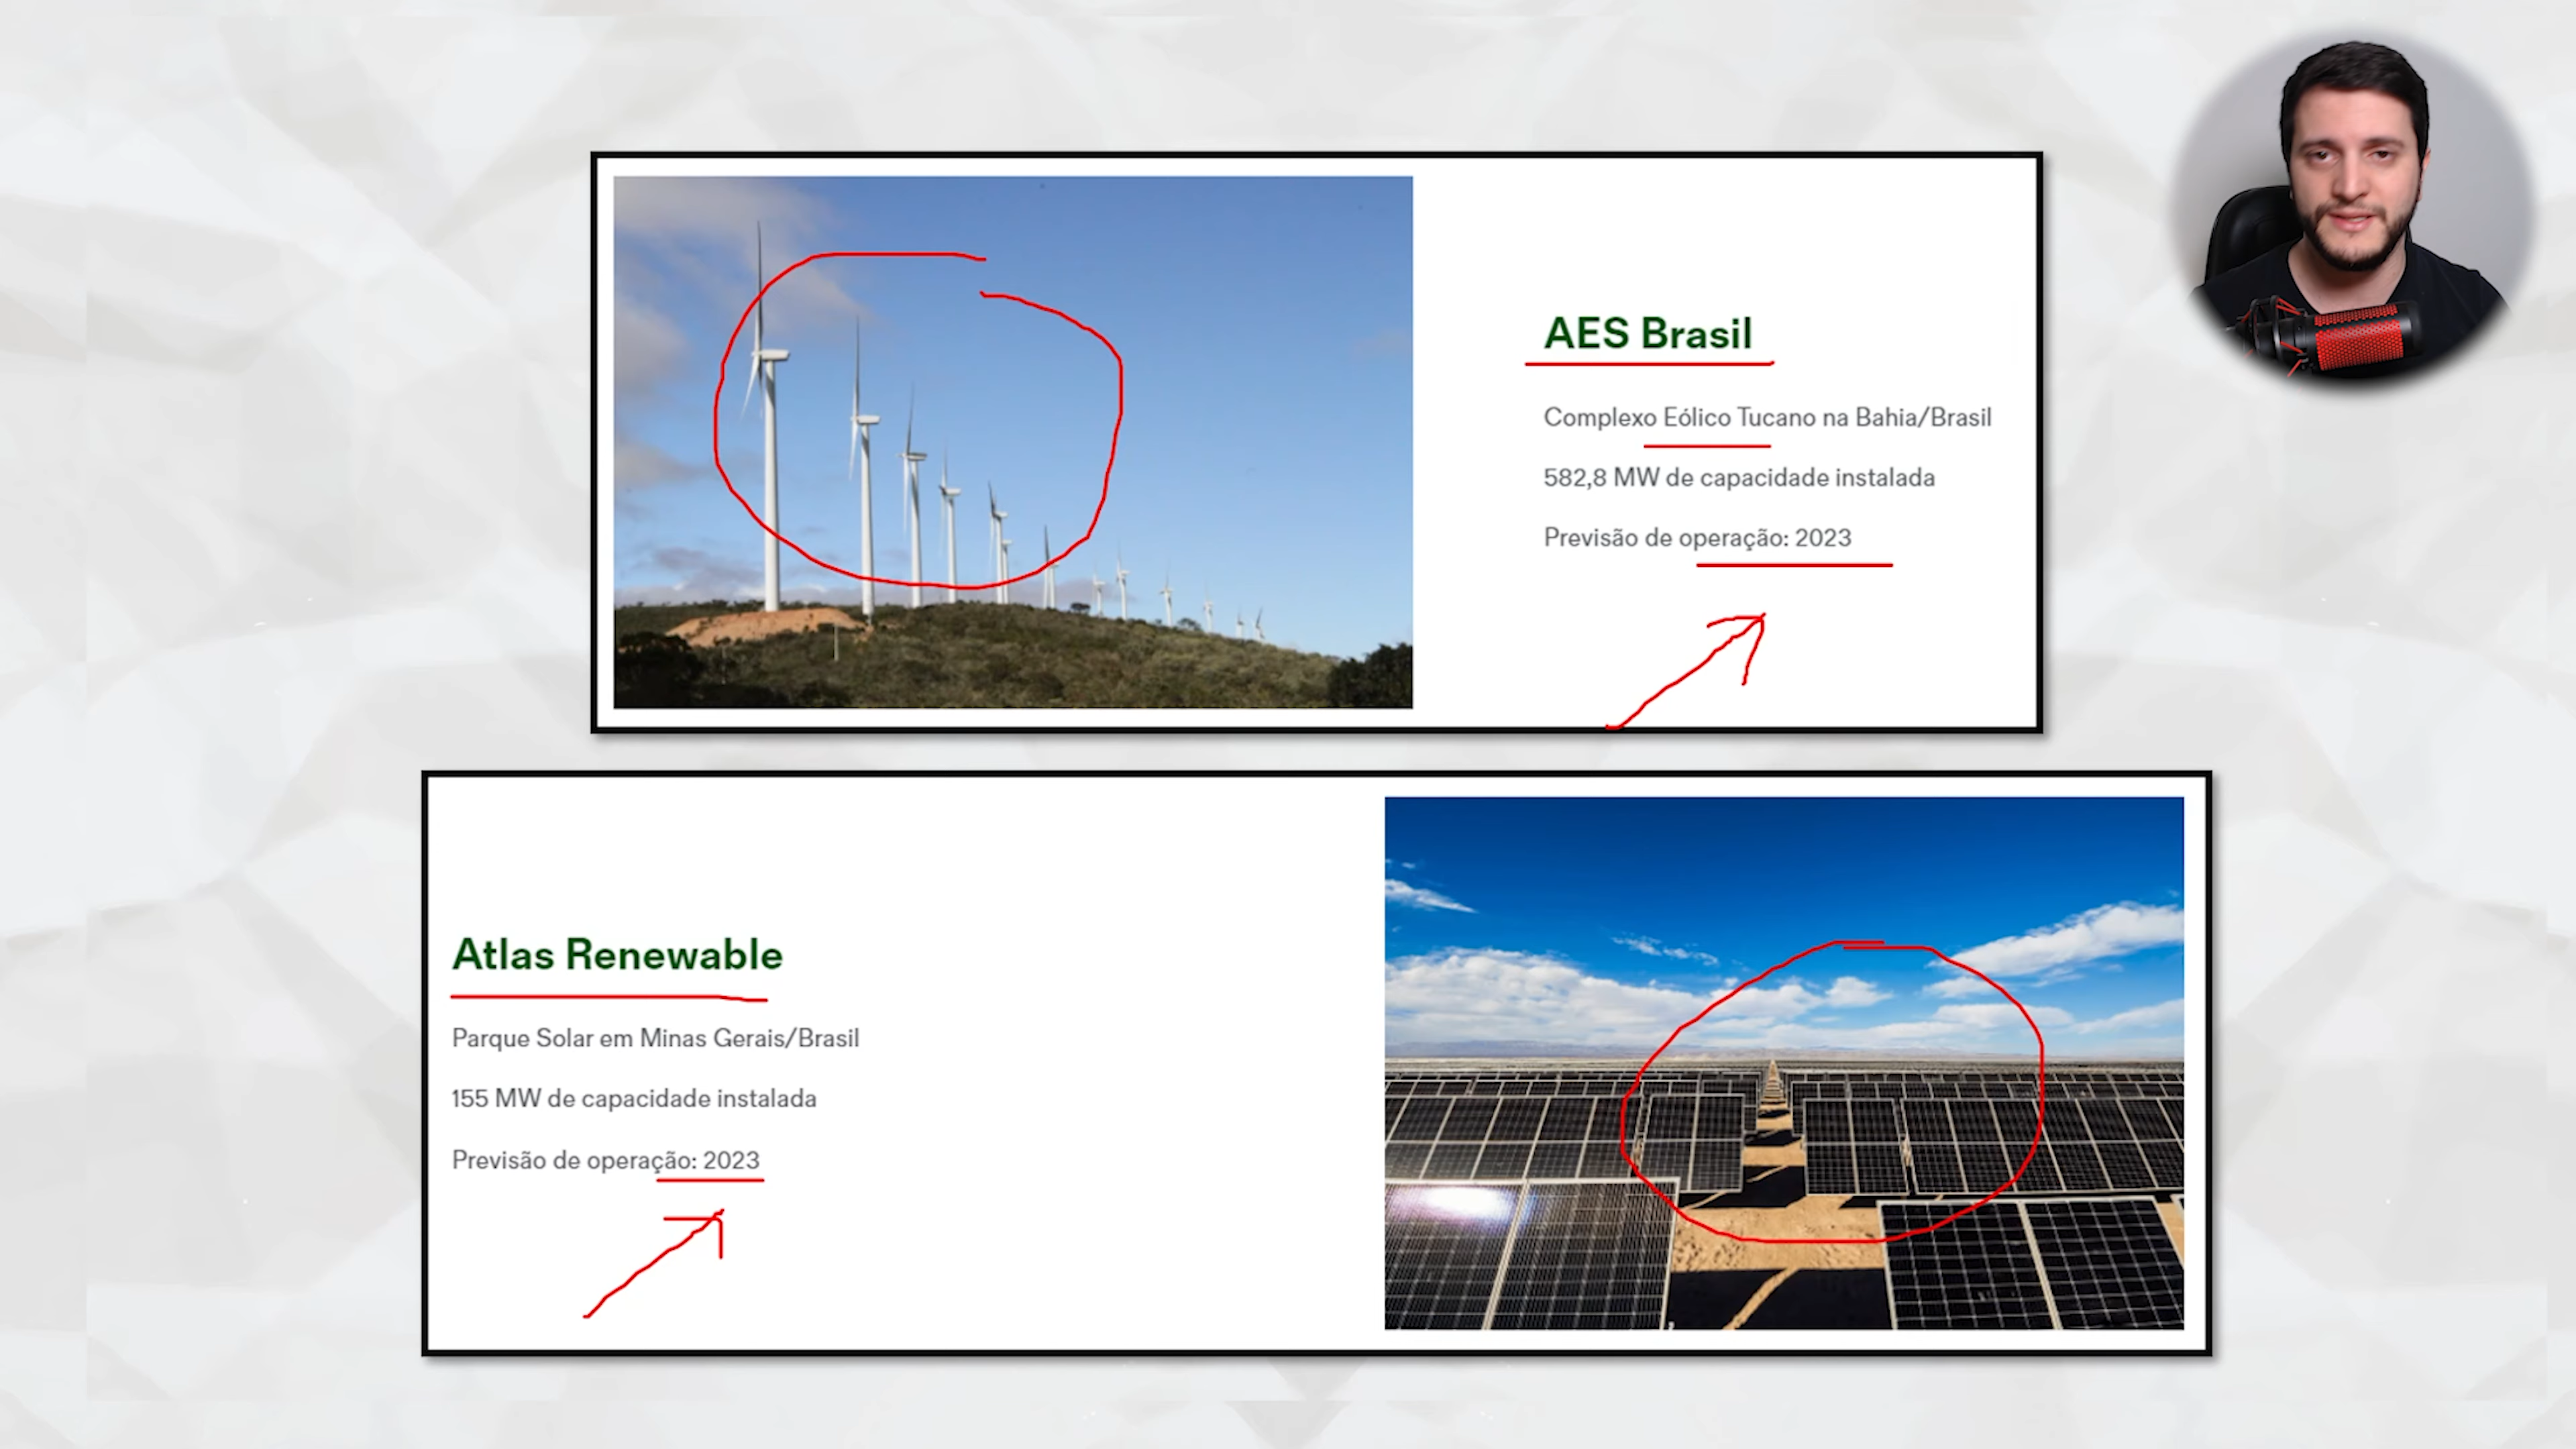 AES Brasil
Complexo Eólico Tucano na Bahia/Brasil
582,8 MW de capacidade instalada
Previsão de operação: 2023
Atlas Renewable
Parque Solar em Minas Gerais/Brasil
155 MW de capacidade instalada
Previsão de operação: 2023